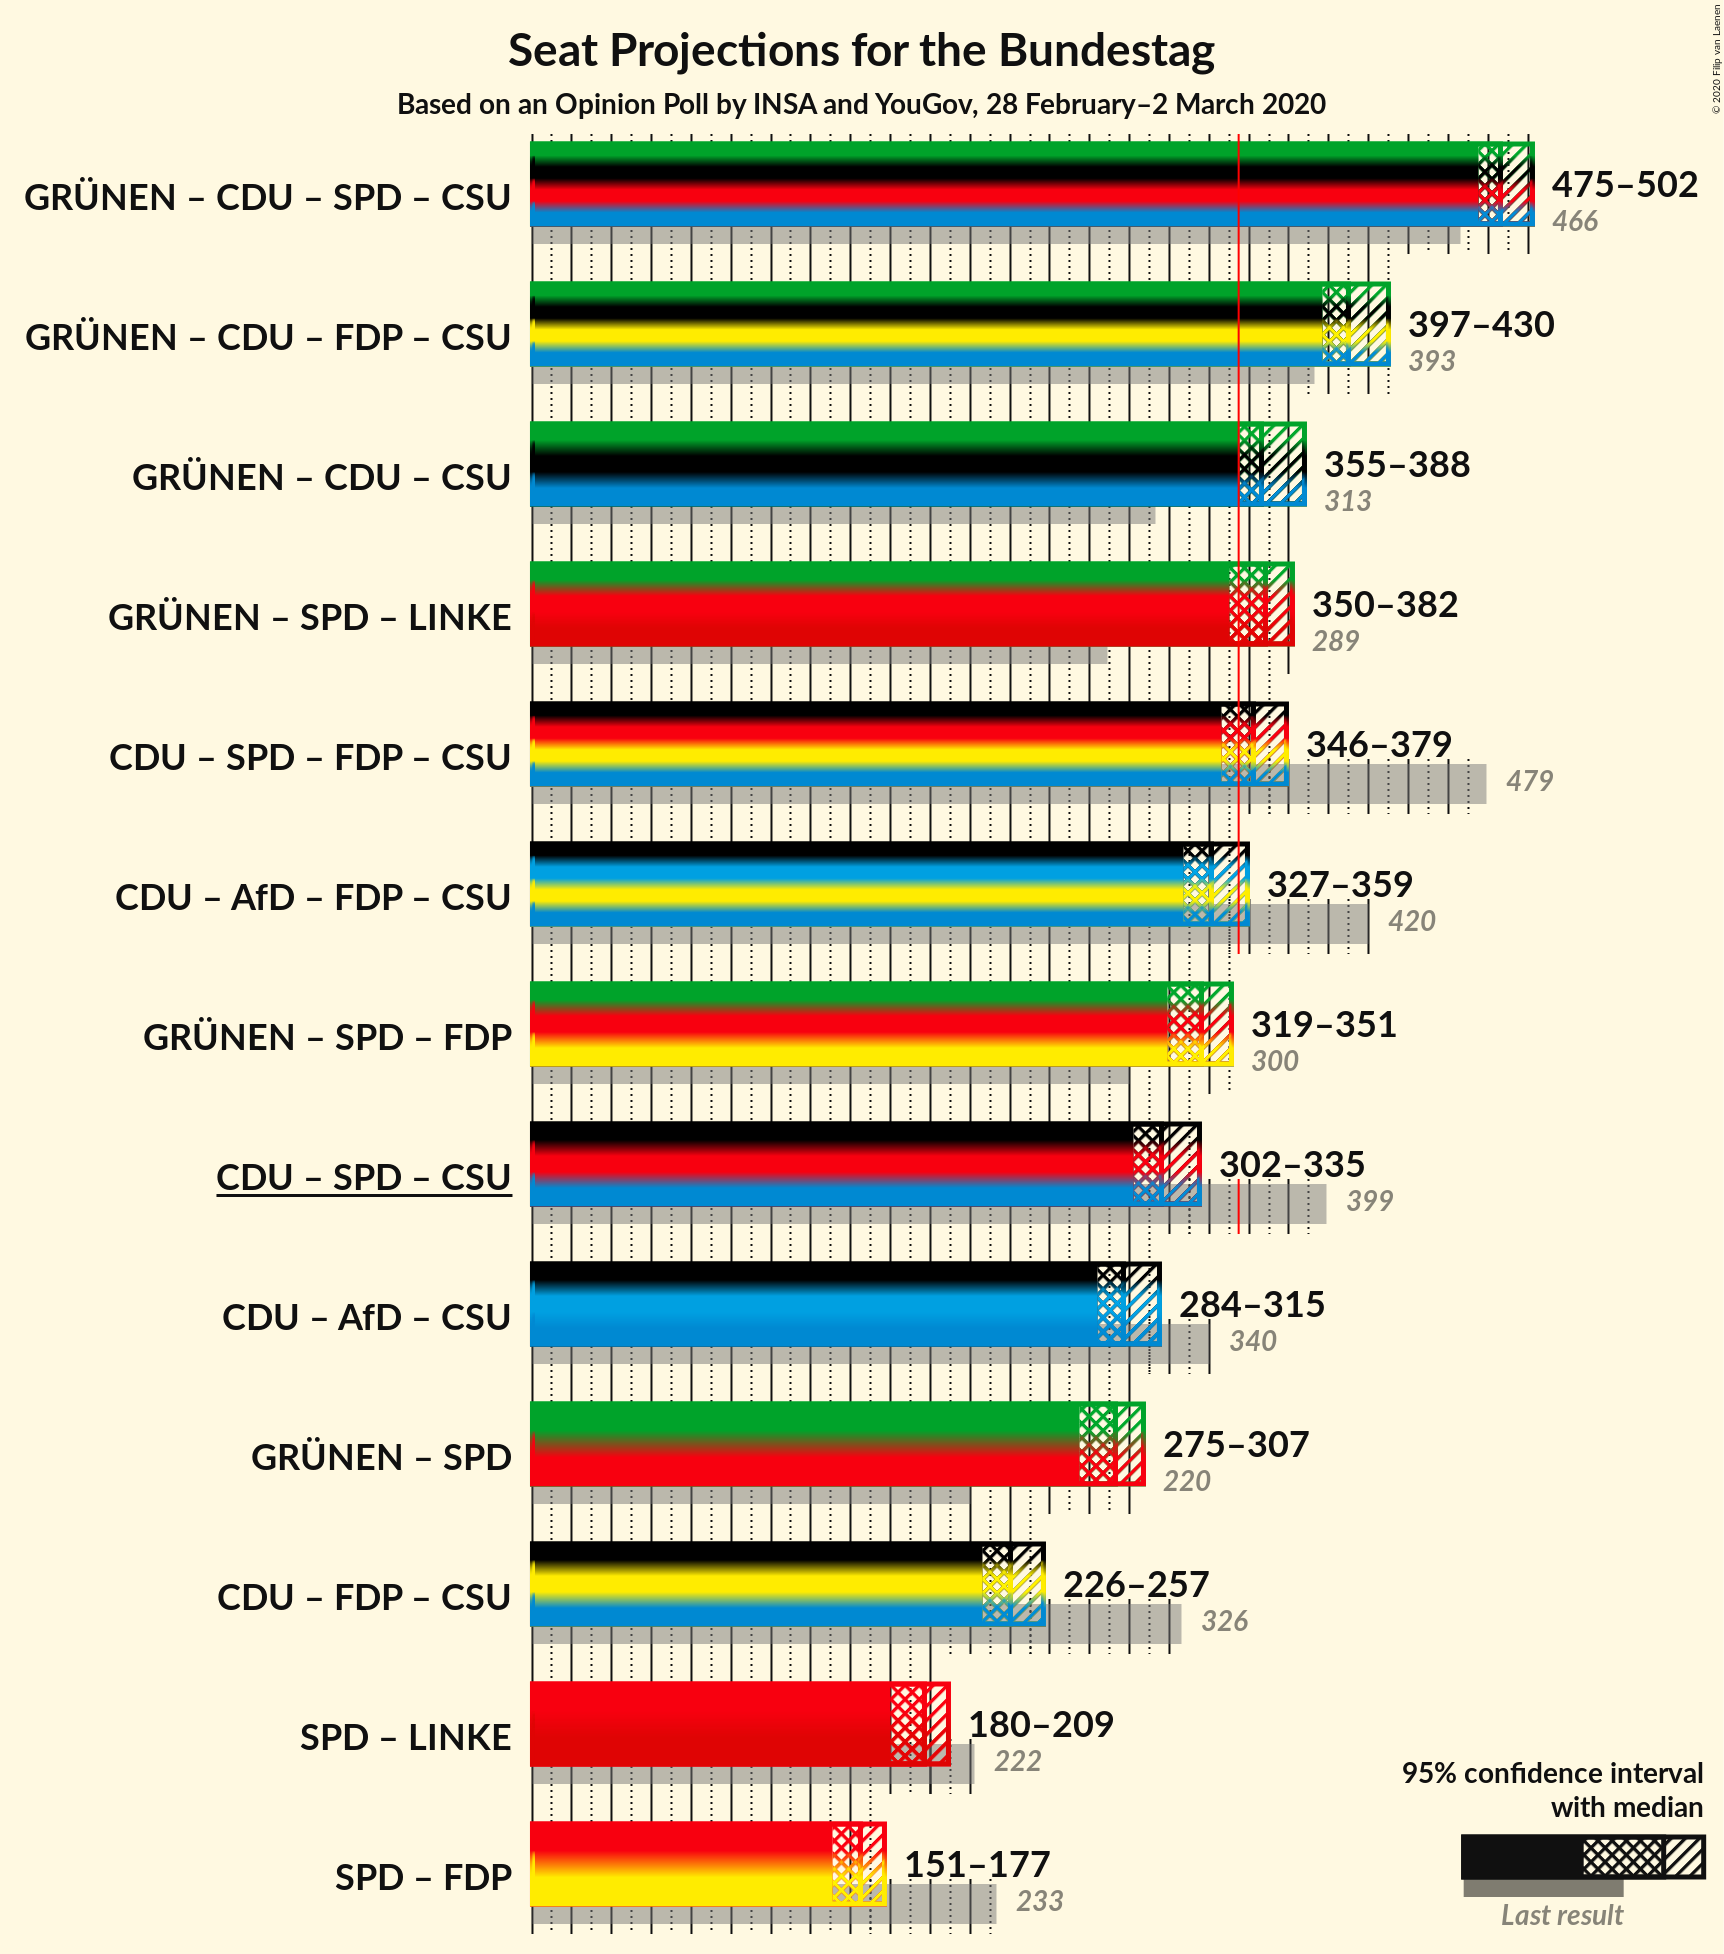 Seat Projections for the Bundestag
Based on an Opinion Poll by INSA and YouGov, 28 February–2 March 2020
© 2020 Filip van Laenen
GRÜNEN – CDU – SPD – CSU
475–502
466
GRÜNEN – CDU – FDP – CSU
397–430
393
GRÜNEN – CDU – CSU
355–388
313
GRÜNEN – SPD – LINKE
350–382
289
CDU – SPD – FDP – CSU
346–379
479
CDU – AfD – FDP – CSU
327–359
420
GRÜNEN – SPD – FDP
319–351
300
CDU – SPD – CSU
302–335
399
CDU – AfD – CSU
284–315
340
GRÜNEN – SPD
275–307
220
CDU – FDP – CSU
226–257
326
SPD – LINKE
180–209
222
SPD – FDP
151–177
233
95% confidence interval
with median
Last result